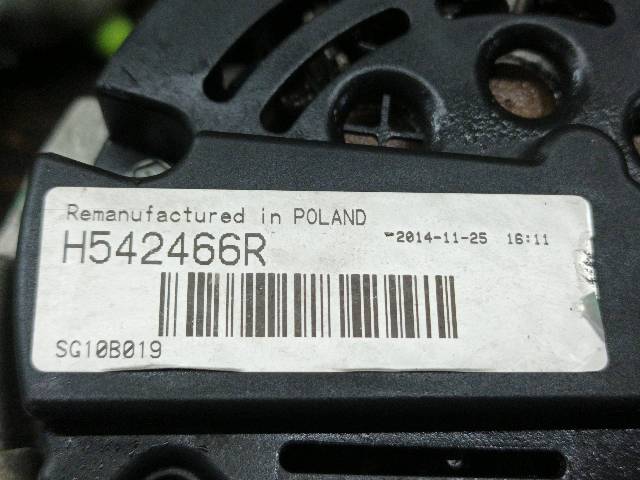 Remanufactured in POLAND
H542466R
2014-11-25 16:11
SG10B019